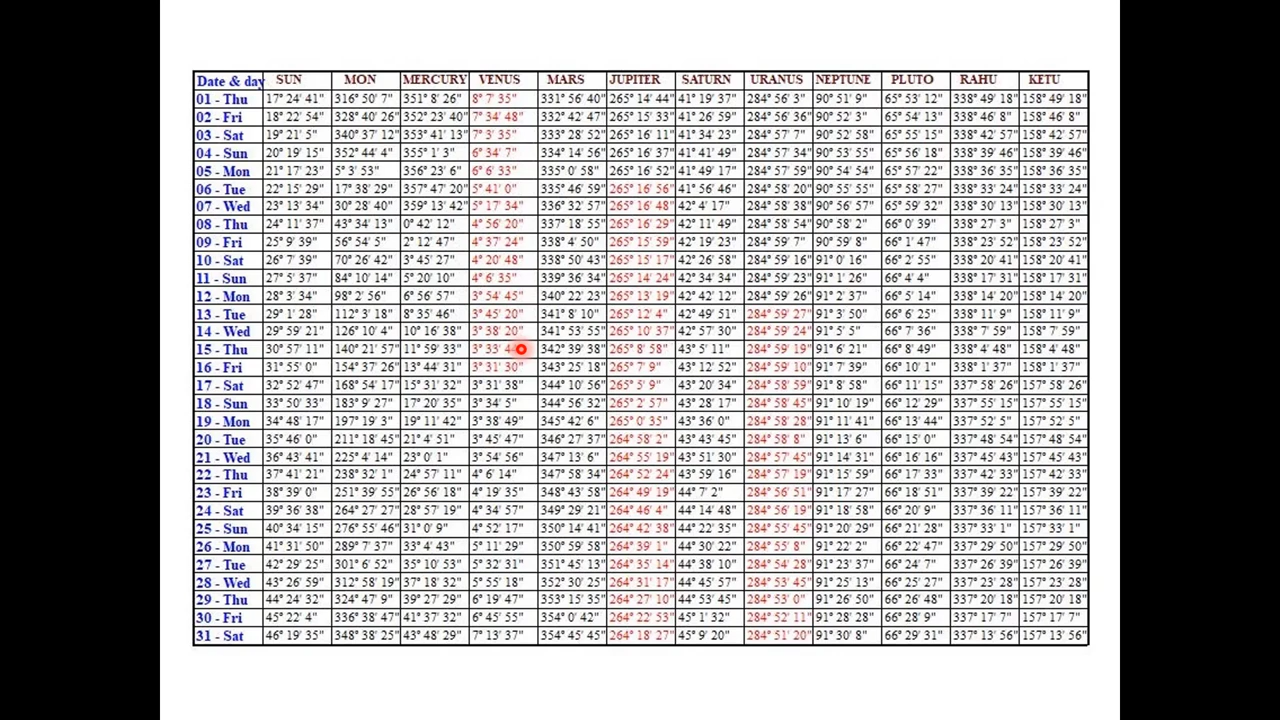 Date & day SUN MON MERCURY VENUS MARS JUPITER SATURN URANUS NEPTUNE PLUTO RAHU KETU
01 - Thu 17° 24' 41" 316° 50' 7" 351° 8' 26" 8° 7' 35" 331° 56' 40" 265° 14' 44" 41° 19' 37" 284° 56' 3" 90° 51' 9" 65° 53' 12" 338° 49' 18" 158° 49' 18"
02 - Fri 18° 22' 54" 328° 40' 26" 352° 23' 40" 7° 34' 48" 332° 42' 47" 265° 15' 33" 41° 26' 59" 284° 56' 36" 90° 52' 3" 65° 54' 13" 338° 46' 8" 158° 46' 8"
03 - Sat 19° 21' 5" 340° 37' 12" 353° 41' 13" 7° 3' 35" 333° 28' 52" 265° 16' 11" 41° 34' 23" 284° 57' 7" 90° 52' 58" 65° 55' 15" 338° 42' 57" 158° 42' 57"
04 - Sun 20° 19' 15" 352° 44' 4" 355° 1' 3" 6° 34' 7" 334° 14' 56" 265° 16' 37" 41° 41' 49" 284° 57' 34" 90° 53' 55" 65° 56' 18" 338° 39' 46" 158° 39' 46"
05 - Mon 21° 17' 23" 5° 3' 53" 356° 23' 6" 6° 6' 33" 335° 0' 58" 265° 16' 52" 41° 49' 17" 284° 57' 59" 90° 54' 54" 65° 57' 22" 338° 36' 35" 158° 36' 35"
06 - Tue 22° 15' 29" 17° 38' 29" 357° 47' 20" 5° 41' 0" 335° 46' 59" 265° 16' 56" 41° 56' 46" 284° 58' 20" 90° 55' 55" 65° 58' 27" 338° 33' 24" 158° 33' 24"
07 - Wed 23° 13' 34" 30° 28' 40" 359° 13' 42" 5° 17' 34" 336° 32' 57" 265° 16' 48" 42° 4' 17" 284° 58' 38" 90° 56' 57" 65° 59' 32" 338° 30' 13" 158° 30' 13"
08 - Thu 24° 11' 37" 43° 34' 13" 0° 42' 12" 4° 56' 20" 337° 18' 55" 265° 16' 29" 42° 11' 49" 284° 58' 54" 90° 58' 2" 66° 0' 39" 338° 27' 3" 158° 27' 3"
09 - Fri 25° 9' 39" 56° 54' 5" 2° 12' 47" 4° 37' 24" 338° 4' 50" 265° 15' 59" 42° 19' 23" 284° 59' 7" 90° 59' 8" 66° 1' 47" 338° 23' 52" 158° 23' 52"
10 - Sat 26° 7' 39" 70° 26' 42" 3° 45' 27" 4° 20' 48" 338° 50' 43" 265° 15' 17" 42° 26' 58" 284° 59' 16" 91° 0' 16" 66° 2' 55" 338° 20' 41" 158° 20' 41"
11 - Sun 27° 5' 37" 84° 10' 14" 5° 20' 10" 4° 6' 35" 339° 36' 34" 265° 14' 24" 42° 34' 34" 284° 59' 23" 91° 1' 26" 66° 4' 4" 338° 17' 31" 158° 17' 31"
12 - Mon 28° 3' 34" 98° 2' 56" 6° 56' 57" 3° 54' 45" 340° 22' 23" 265° 13' 19" 42° 42' 12" 284° 59' 26" 91° 2' 37" 66° 5' 14" 338° 14' 20" 158° 14' 20"
13 - Tue 29° 1' 28" 112° 3' 18" 8° 35' 46" 3° 45' 20" 341° 8' 10" 265° 12' 4" 42° 49' 51" 284° 59' 27" 91° 3' 50" 66° 6' 25" 338° 11' 9" 158° 11' 9"
14 - Wed 29° 59' 21" 126° 10' 4" 10° 16' 38" 3° 38' 20" 341° 53' 55" 265° 10' 37" 42° 57' 30" 284° 59' 24" 91° 5' 5" 66° 7' 36" 338° 7' 59" 158° 7' 59"
15 - Thu 30° 57' 11" 140° 21' 57" 11° 59' 33" 3° 33' 342° 39' 38" 265° 8' 58" 43° 5' 11" 284° 59' 19" 91° 6' 21" 66° 8' 49" 338° 4' 48" 158° 4' 48"
16 - Fri 31° 55' 0" 154° 37' 26" 13° 44' 31" 3° 31' 30" 343° 25' 18" 265° 7' 9" 43° 12' 52" 284° 59' 10" 91° 7' 39" 66° 10' 1" 338° 1' 37" 158° 1' 37"
17 - Sat 32° 52' 47" 168° 54' 17" 15° 31' 32" 3° 31' 38" 344° 10' 56" 265° 5' 9" 43° 20' 34" 284° 58' 59" 91° 8' 58" 66° 11' 15" 337° 58' 26" 157° 58' 26"
18 - Sun 33° 50' 33" 183° 9' 27" 17° 20' 35" 3° 34' 5" 344° 56' 32" 265° 2' 57" 43° 28' 17" 284° 58' 45" 91° 10' 19" 66° 12' 29" 337° 55' 15" 157° 55' 15"
19 - Mon 34° 48' 17" 197° 19' 3" 19° 11' 42" 3° 38' 49" 345° 42' 6" 265° 0' 35" 43° 36' 0" 284° 58' 28" 91° 11' 41" 66° 13' 44" 337° 52' 5" 157° 52' 5"
20 - Tue 35° 46' 0" 211° 18' 45" 21° 4' 51" 3° 45' 47" 346° 27' 37" 264° 58' 2" 43° 43' 45" 284° 58' 8" 91° 13' 6" 66° 15' 0" 337° 48' 54" 157° 48' 54"
21 - Wed 36° 43' 41" 225° 4' 14" 23° 0' 1" 3° 54' 56" 347° 13' 6" 264° 55' 19" 43° 51' 30" 284° 57' 45" 91° 14' 31" 66° 16' 16" 337° 45' 43" 157° 45' 43"
22 - Thu 37° 41' 21" 238° 32' 1" 24° 57' 11" 4° 6' 14" 347° 58' 34" 264° 52' 24" 43° 59' 16" 284° 57' 19" 91° 15' 59" 66° 17' 33" 337° 42' 33" 157° 42' 33"
23 - Fri 38° 39' 0" 251° 39' 55" 26° 56' 18" 4° 19' 35" 348° 43' 58" 264° 49' 19" 44° 7' 2" 284° 56' 51" 91° 17' 27" 66° 18' 51" 337° 39' 22" 157° 39' 22"
24 - Sat 39° 36' 38" 264° 27' 27" 28° 57' 19" 4° 34' 57" 349° 29' 21" 264° 46' 4" 44° 14' 48" 284° 56' 19" 91° 18' 58" 66° 20' 9" 337° 36' 11" 157° 36' 11"
25 - Sun 40° 34' 15" 276° 55' 46" 31° 0' 9" 4° 52' 17" 350° 14' 41" 264° 42' 38" 44° 22' 35" 284° 55' 45" 91° 20' 29" 66° 21' 28" 337° 33' 1" 157° 33' 1"
26 - Mon 41° 31' 50" 289° 7' 37" 33° 4' 43" 5° 11' 29" 350° 59' 58" 264° 39' 1" 44° 30' 22" 284° 55' 8" 91° 22' 2" 66° 22' 47" 337° 29' 50" 157° 29' 50"
27 - Tue 42° 29' 25" 301° 6' 52" 35° 10' 53" 5° 32' 31" 351° 45' 13" 264° 35' 14" 44° 38' 10" 284° 54' 28" 91° 23' 37" 66° 24' 7" 337° 26' 39" 157° 26' 39"
28 - Wed 43° 26' 59" 312° 58' 19" 37° 18' 32" 5° 55' 18" 352° 30' 25" 264° 31' 17" 44° 45' 57" 284° 53' 45" 91° 25' 13" 66° 25' 27" 337° 23' 28" 157° 23' 28"
29 - Thu 44° 24' 32" 324° 47' 9" 39° 27' 29" 6° 19' 47" 353° 15' 35" 264° 27' 10" 44° 53' 45" 284° 53' 0" 91° 26' 50" 66° 26' 48" 337° 20' 18" 157° 20' 18"
30 - Fri 45° 22' 4" 336° 38' 47" 41° 37' 32" 6° 45' 55" 354° 0' 42" 264° 22' 53" 45° 1' 32" 284° 52' 11" 91° 28' 28" 66° 28' 9" 337° 17' 7" 157° 17' 7"
31 - Sat 46° 19' 35" 348° 38' 25" 43° 48' 29" 7° 13' 37" 354° 45' 45" 264° 18' 27" 45° 9' 20" 284° 51' 20" 91° 30' 8" 66° 29' 31" 337° 13' 56" 157° 13' 56"